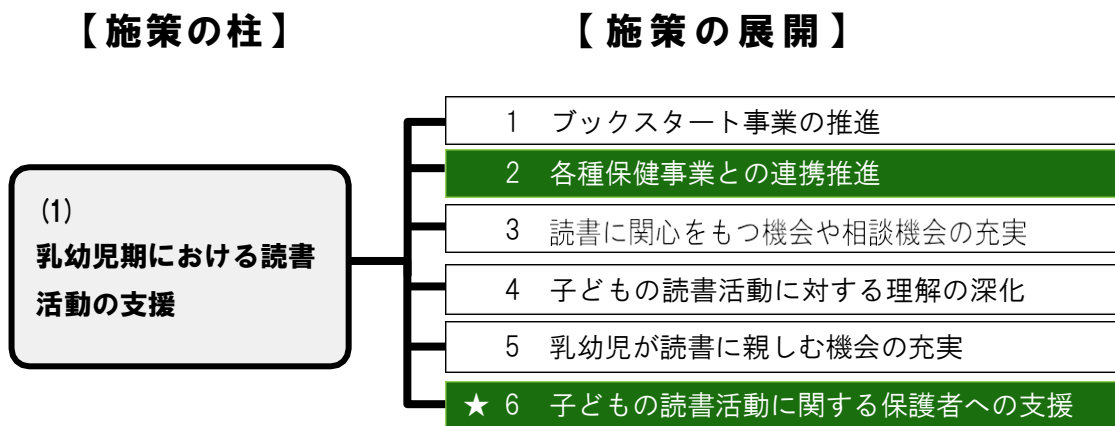 【施策の柱】
【施策の展開】
(1)
乳幼児期における読書
活動の支援
1 ブックスタート事業の推進
2 各種保健事業との連携推進
3 読書に関心をもつ機会や相談機会の充実
4 子どもの読書活動に対する理解の深化
5 乳幼児が読書に親しむ機会の充実
★ 6 子どもの読書活動に関する保護者への支援